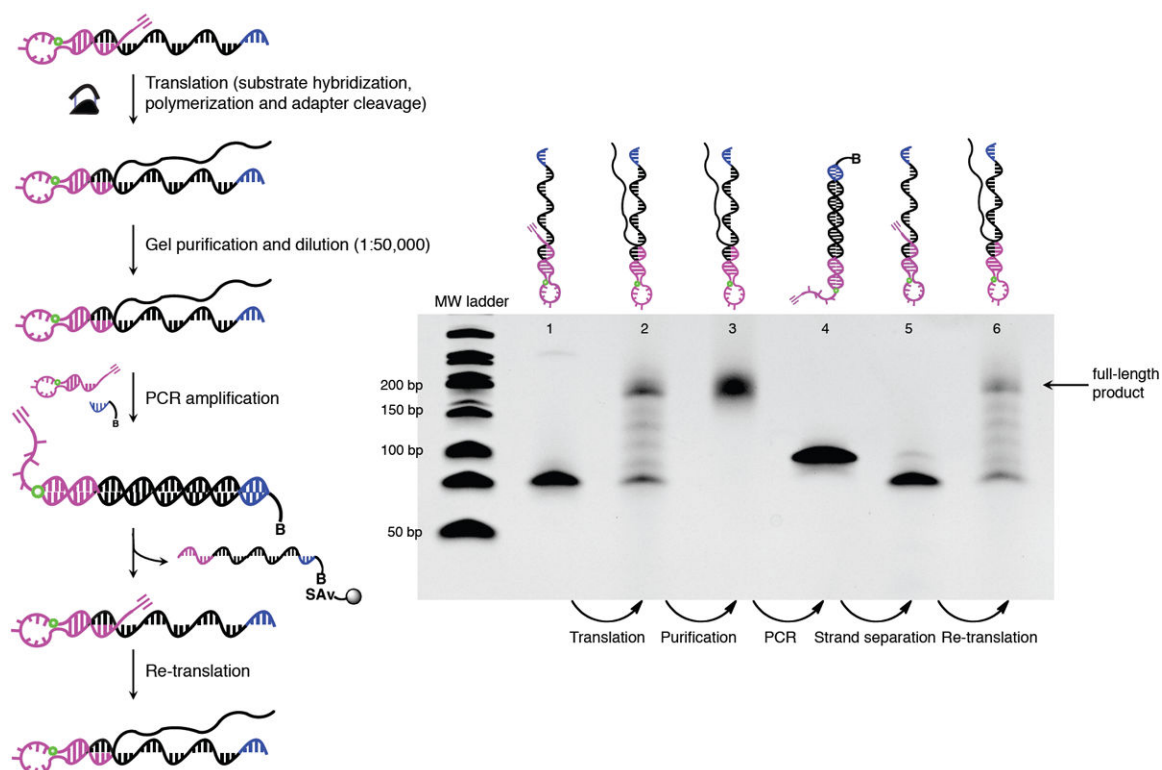 Translation (substrate hybridization,
polymerization and adapter cleavage)
Gel purification and dilution (1:50,000)
PCR amplification
B
B
B
SAv
Re-translation
B
MW ladder
1 2 3 4 5 6
200 bp
150 bp
100 bp
50 bp
full-length
product
Translation Purification PCR Strand separation Re-translation